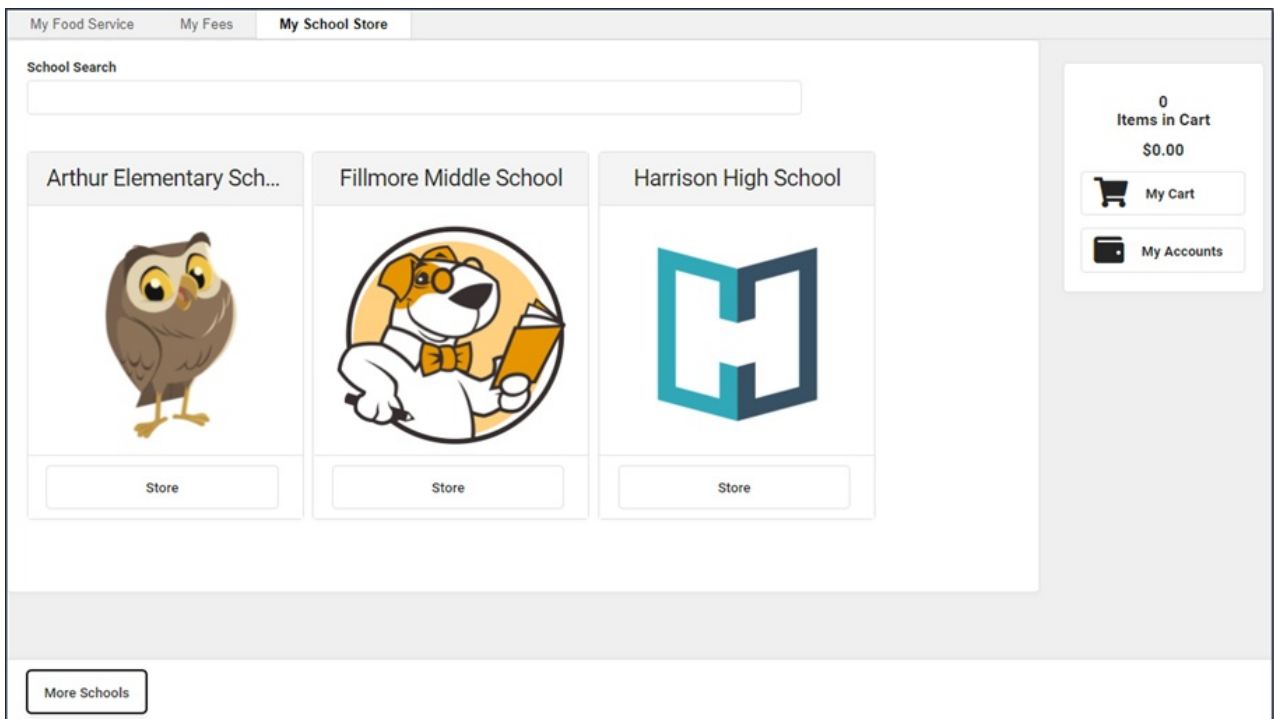 My Food Service
My Fees
My School Store
School Search
0
Items in Cart
$0.00
My Cart
My Accounts
Arthur Elementary Sch...
Fillmore Middle School
Harrison High School
Store
Store
Store
More Schools